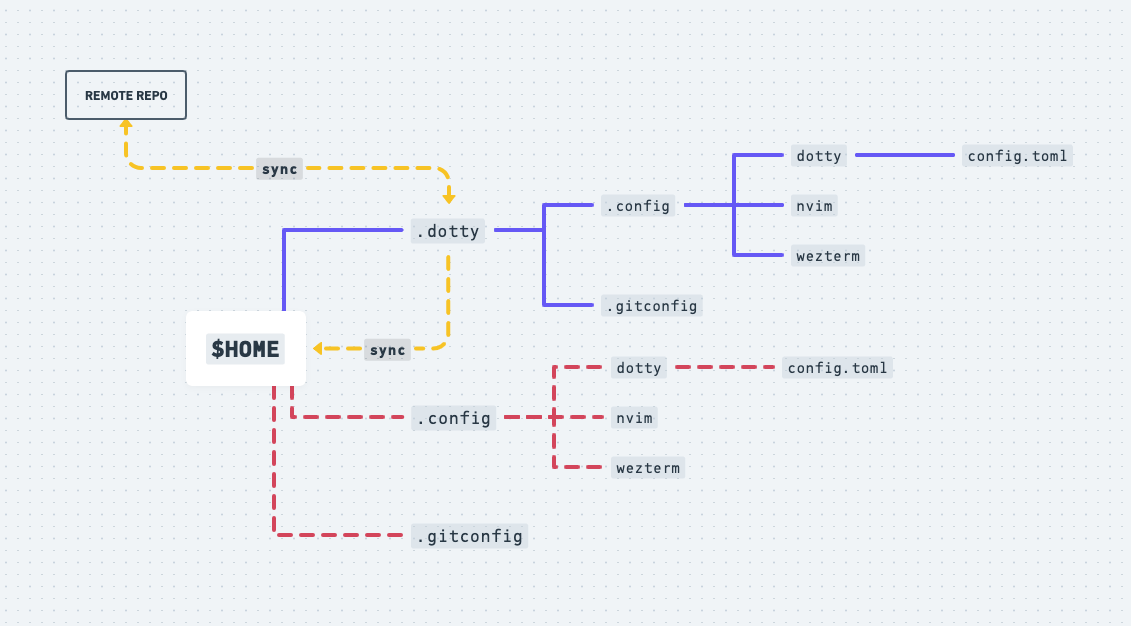 REMOTE REPO
sync
dotty
config.toml
.config
nvim
.dotty
wezterm
.gitconfig
$HOME
sync
dotty
config.toml
.config
nvim
wezterm
.gitconfig